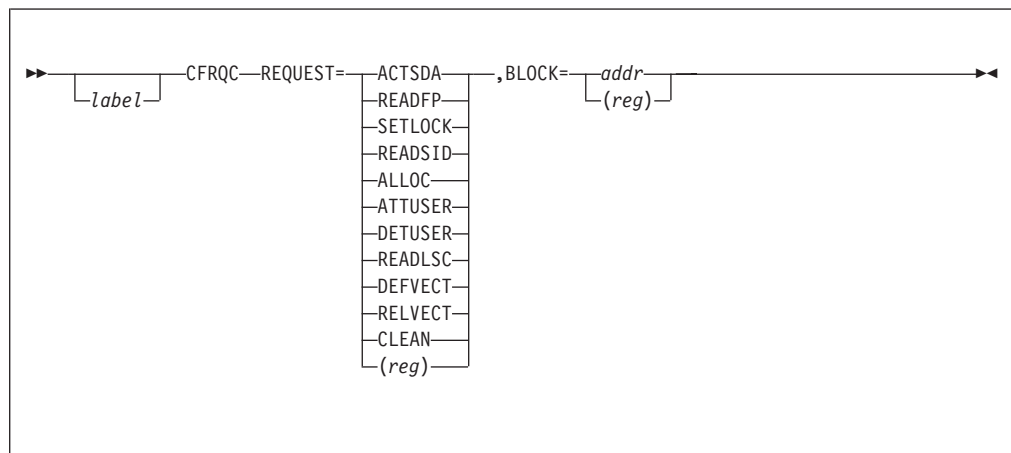 CFRQC REQUEST= ACTSDA ,BLOCK= addr
label READFP (reg)
SETLOCK
READSID
ALLOC
ATTUSER
DETUSER
READLSC
DEFVECT
RELVECT
CLEAN
(reg)